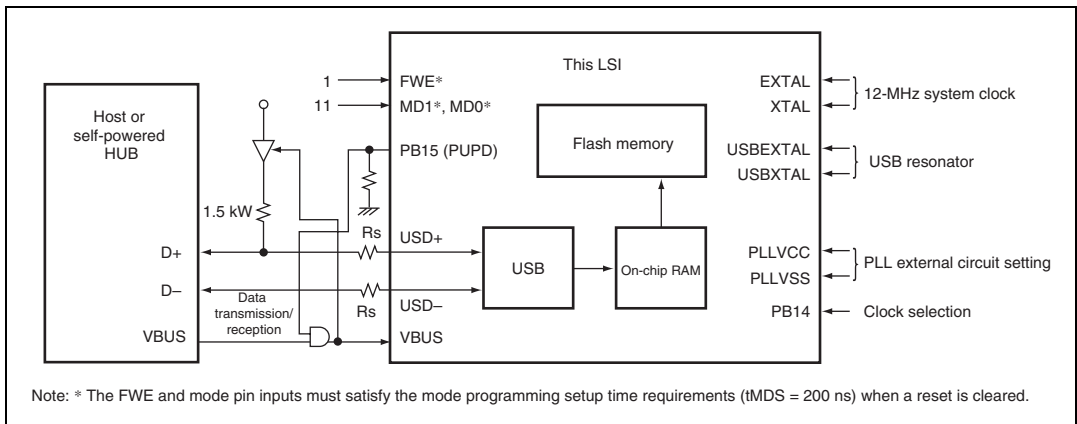 This LSI
1
FWE*
11
MD1*, MD0*
PB15 (PUPD)
Host or
self-powered
HUB
1.5 kW
D+
D–
VBUS
Rs
Rs
Data
transmission/
reception
USD+
USD–
VBUS
Flash memory
USB
On-chip RAM
EXTAL
XTAL
12-MHz system clock
USBEXTAL
USBXTAL
USB resonator
PLLVCC
PLLVSS
PLL external circuit setting
PB14
Clock selection
Note: * The FWE and mode pin inputs must satisfy the mode programming setup time requirements (tMDS = 200 ns) when a reset is cleared.